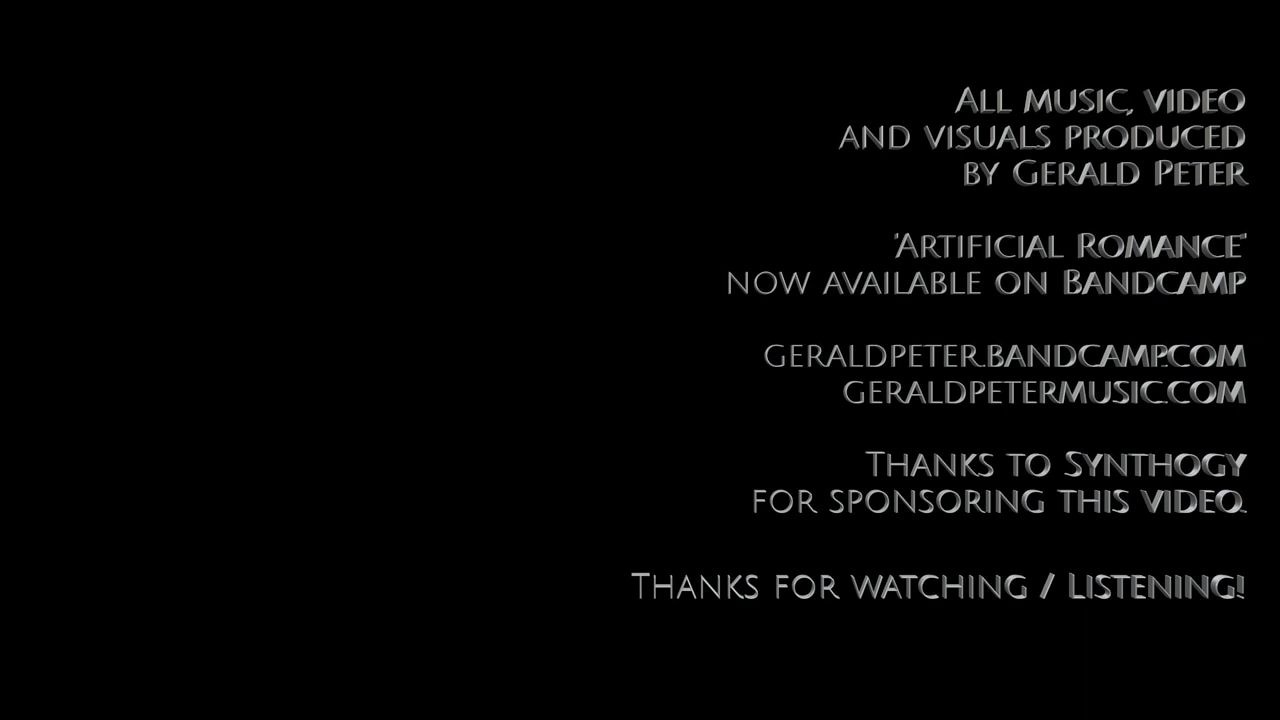 All music, video
and visuals produced
by Gerald Peter
'Artificial Romance'
now available on Bandcamp
geraldpeter.bandcamp.com
geraldpetermusic.com
Thanks to Synthogy
for sponsoring this video.
Thanks for watching / Listening!